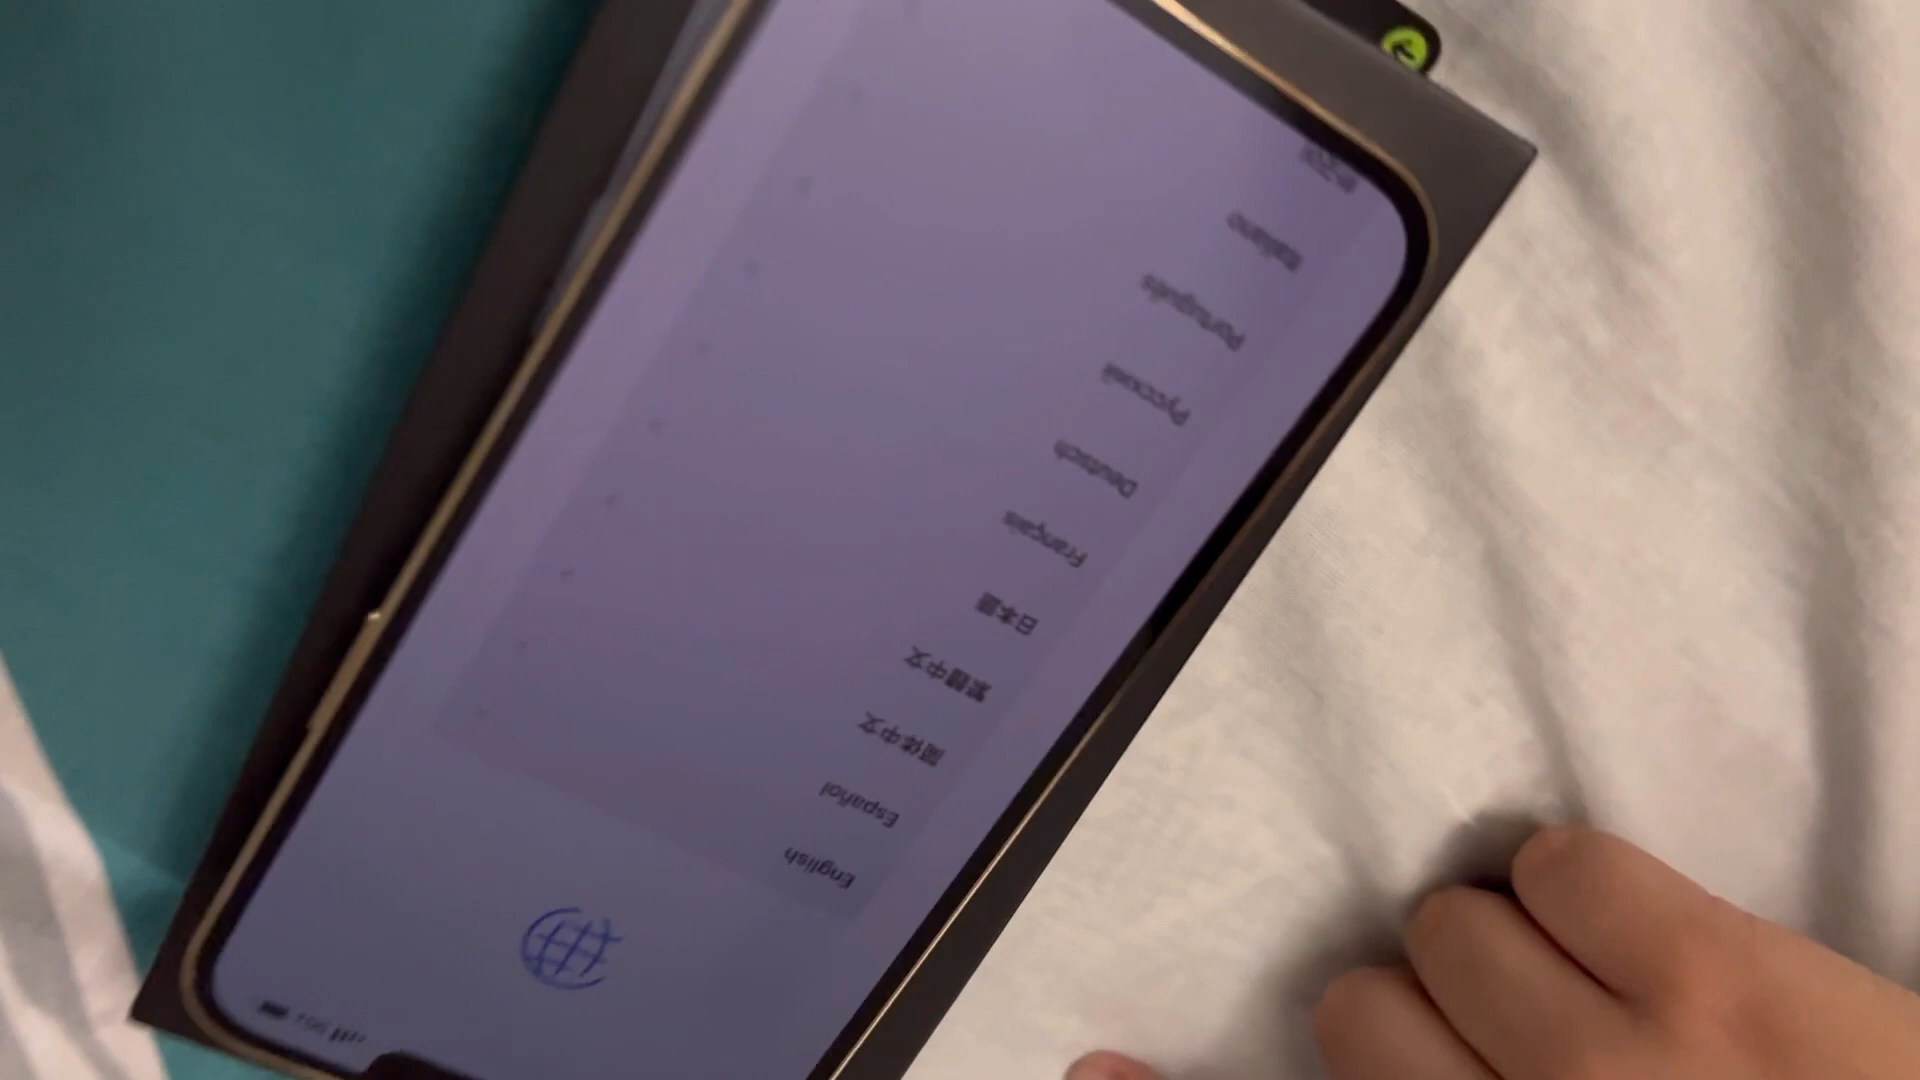 English
Español
简体中文
繁體中文
日本語
Français
Deutsch
Русский
Português
Italiano